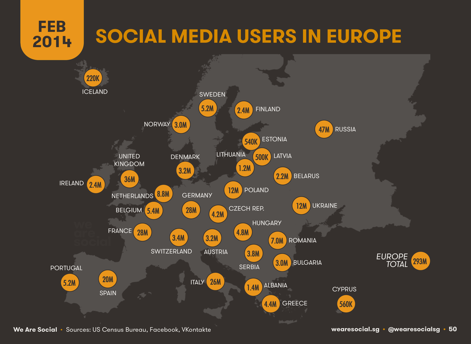 FEB
2014
SOCIAL MEDIA USERS IN EUROPE
220K
ICELAND
SWEDEN
5.2M
2.4M FINLAND
NORWAY 3.0M
47M RUSSIA
540K ESTONIA
LITHUANIA 500K LATVIA
UNITED
KINGDOM
DENMARK
3.2M
1.2M
2.2M BELARUS
IRELAND 2.4M
36M
NETHERLANDS 8.8M
GERMANY
12M POLAND
BELGIUM 5.4M
28M
4.2M CZECH REP.
12M UKRAINE
FRANCE 28M
HUNGARY
4.8M
3.4M
SWITZERLAND
3.2M
AUSTRIA
7.0M ROMANIA
3.8M
SERBIA
3.0M BULGARIA
EUROPE
TOTAL
293M
PORTUGAL
5.2M
20M
SPAIN
ITALY 26M
1.4M ALBANIA
CYPRUS
560K
4.4M GREECE
We Are Social • Sources: US Census Bureau, Facebook, VKontakte
wearesocial.sg • @wearesocialsg • 50